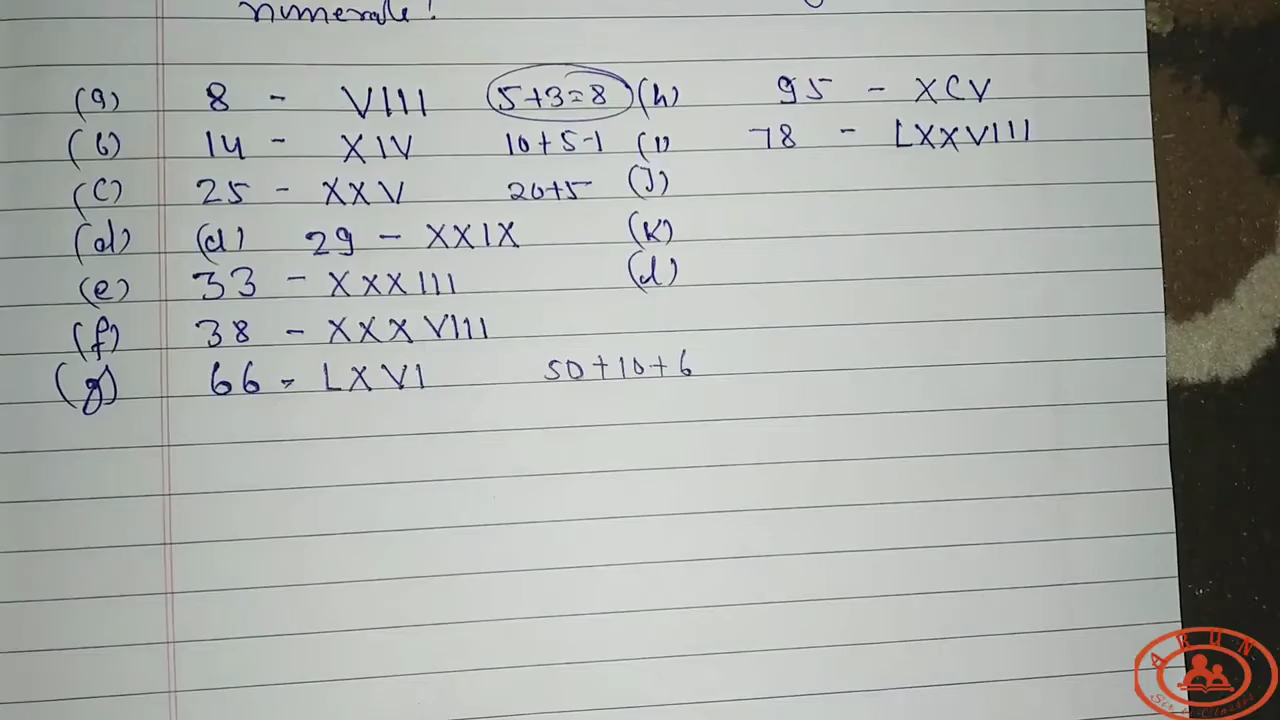 numerals!
(a) 8 - VIII 5+3=8 (h) 95 - XCV
(b) 14 - XIV 10+5-1 (i) 78 - LXXVIII
(c) 25 - XXV 20+5 (J)
(d) (d) 29 - XXIX (K)
(e) 33 - XXXIII (d)
(f) 38 - XXXVIII
(g) 66 - LXVI 50+10+6
ARUN